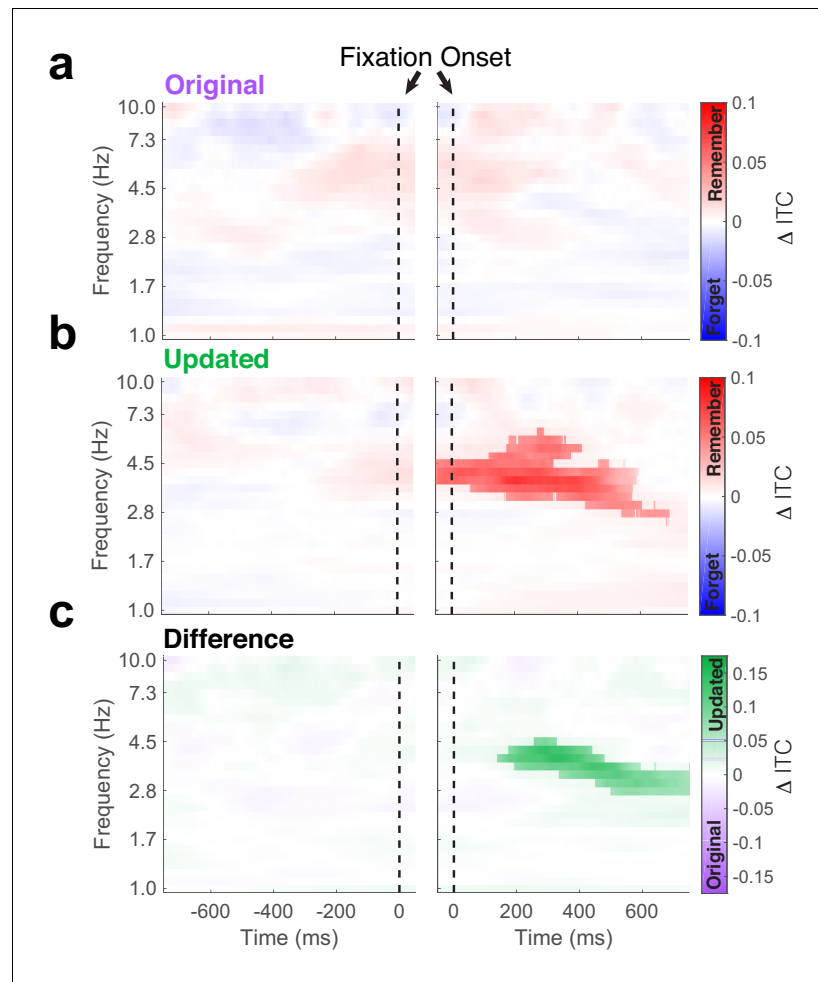 a
Fixation Onset
Original
10.0
7.3
4.5
2.8
1.7
1.0
Frequency (Hz)
Remember
Forget
0.1
0.05
0
-0.05
-0.1
Δ ITC
b
Updated
10.0
7.3
4.5
2.8
1.7
1.0
Frequency (Hz)
Remember
Forget
0.1
0.05
0
-0.05
-0.1
Δ ITC
c
Difference
10.0
7.3
4.5
2.8
1.7
1.0
Frequency (Hz)
-600 -400 -200 0
Time (ms)
0 200 400 600
Time (ms)
Updated
Original
0.15
0.1
0.05
0
-0.05
-0.1
-0.15
Δ ITC